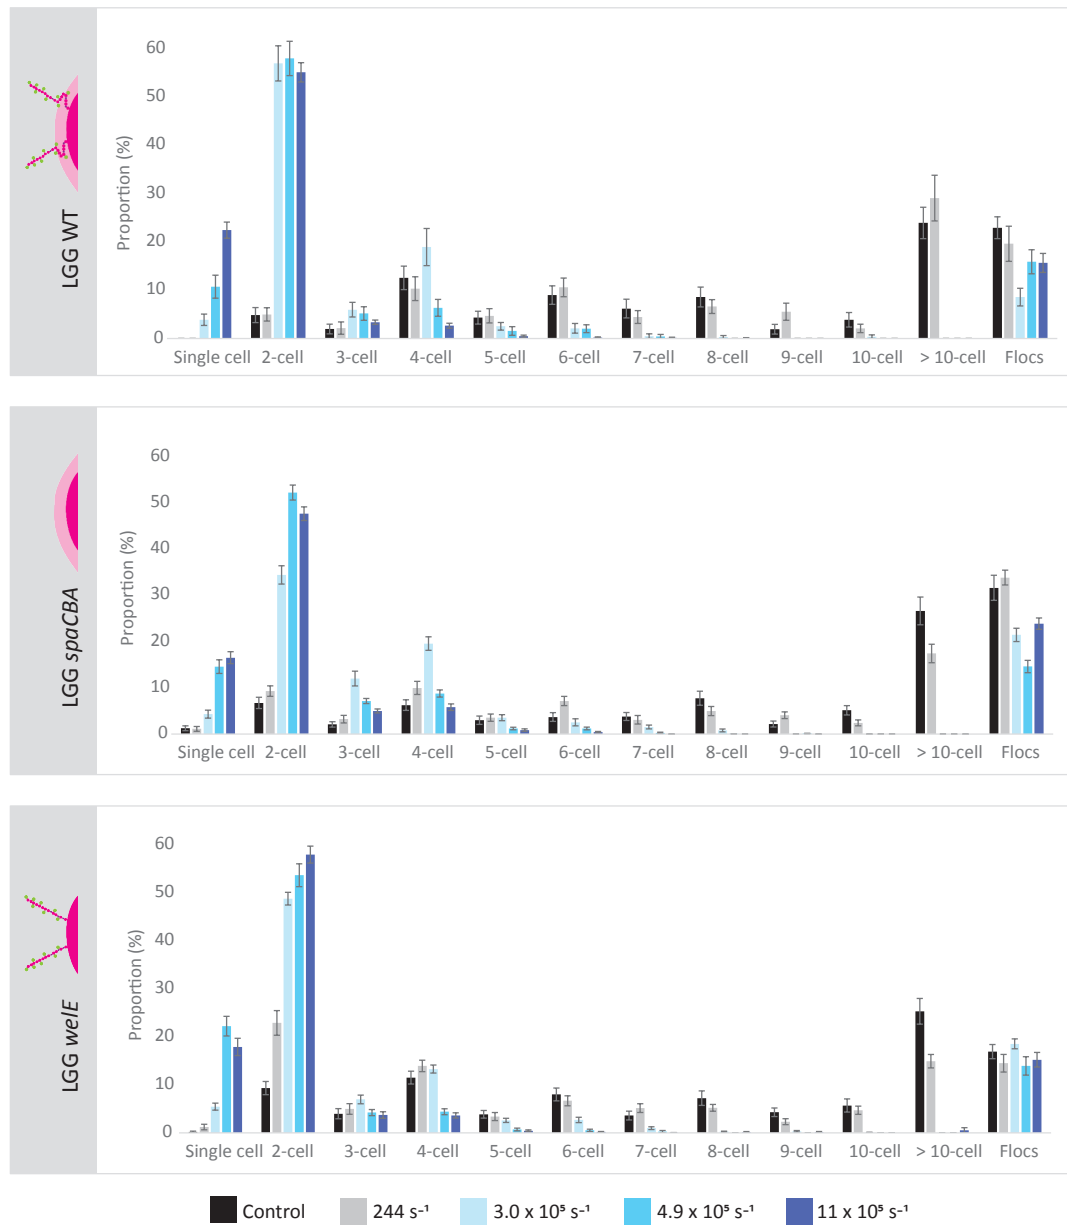 LGG WT
Proportion (%)
60
50
40
30
20
10
0
Single cell 2-cell 3-cell 4-cell 5-cell 6-cell 7-cell 8-cell 9-cell 10-cell > 10-cell Flocs
LGG spaCBA
Proportion (%)
60
50
40
30
20
10
0
Single cell 2-cell 3-cell 4-cell 5-cell 6-cell 7-cell 8-cell 9-cell 10-cell > 10-cell Flocs
LGG welE
Proportion (%)
60
50
40
30
20
10
0
Single cell 2-cell 3-cell 4-cell 5-cell 6-cell 7-cell 8-cell 9-cell 10-cell > 10-cell Flocs
Control 244 s⁻¹ 3.0 x 10⁵ s⁻¹ 4.9 x 10⁵ s⁻¹ 11 x 10⁵ s⁻¹